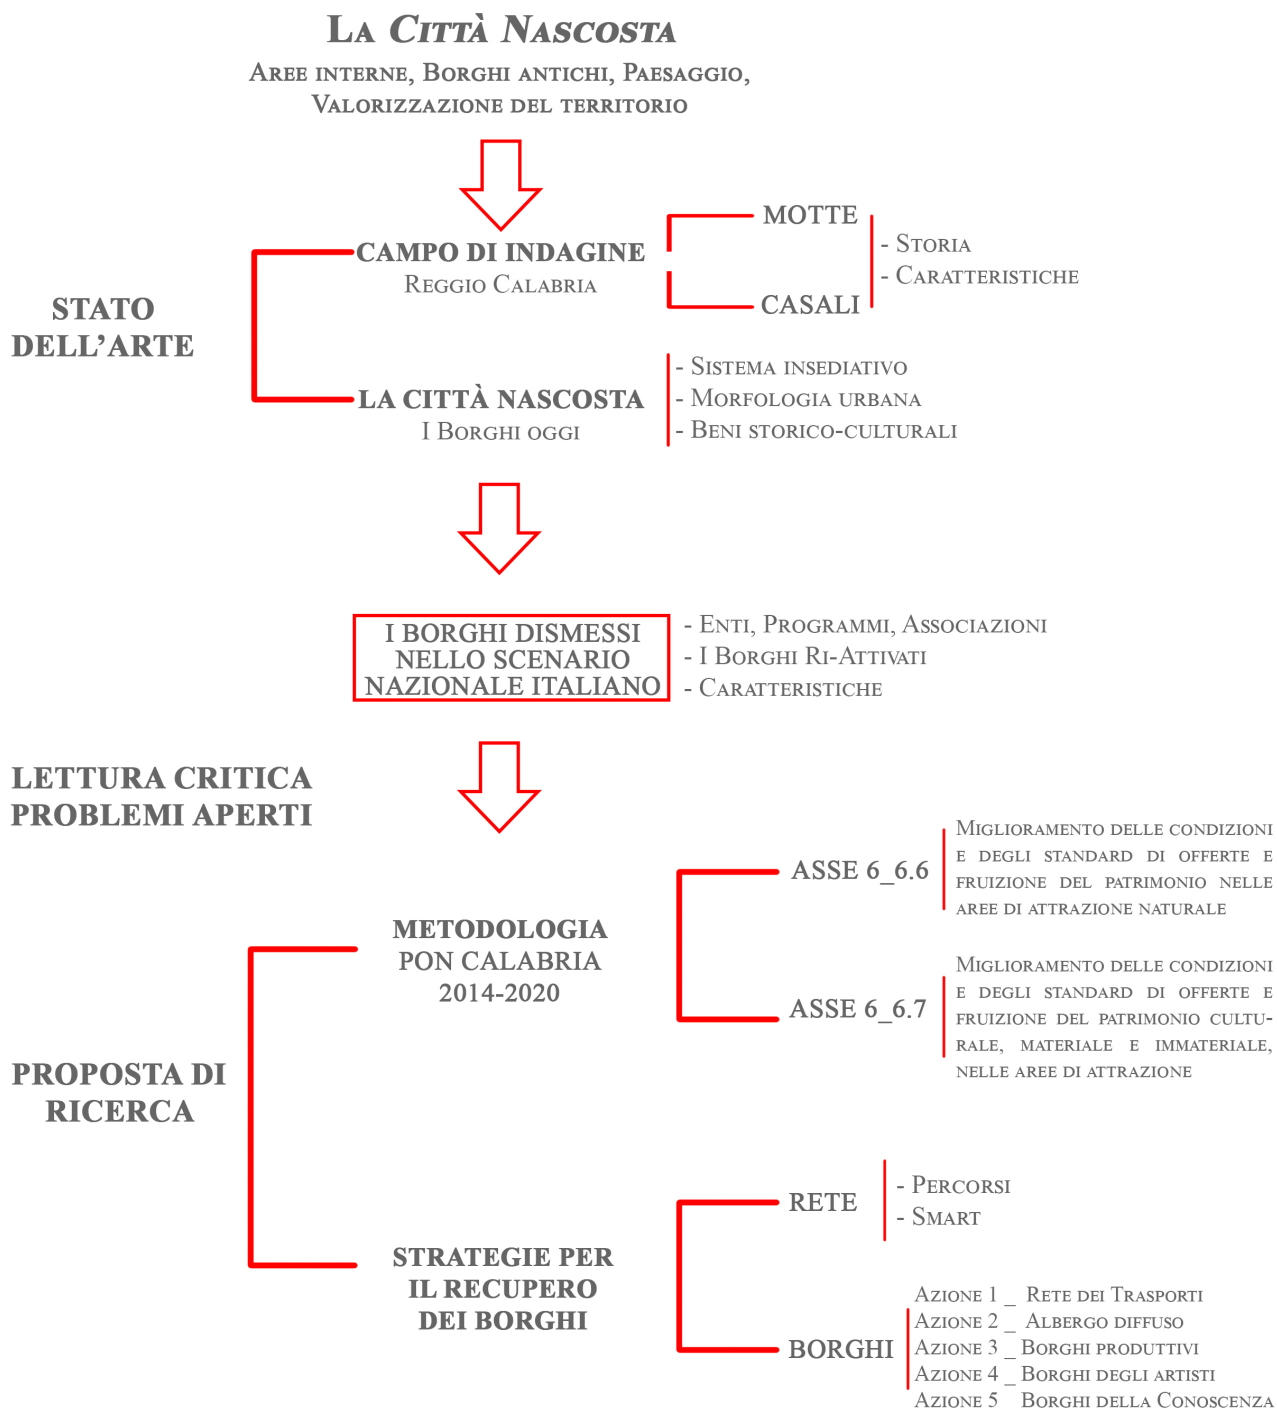 La Città Nascosta
Aree interne, Borghi antichi, Paesaggio,
Valorizzazione del territorio
STATO
DELL’ARTE
CAMPO DI INDAGINE
Reggio Calabria
MOTTE
CASALI
- Storia
- Caratteristiche
LA CITTÀ NASCOSTA
I Borghi oggi
- Sistema insediativo
- Morfologia urbana
- Beni storico-culturali
I BORGHI DISMESSI
NELLO SCENARIO
NAZIONALE ITALIANO
- Enti, Programmi, Associazioni
- I Borghi Ri-Attivati
- Caratteristiche
LETTURA CRITICA
PROBLEMI APERTI
PROPOSTA DI
RICERCA
METODOLOGIA
PON CALABRIA
2014-2020
ASSE 6_6.6
Miglioramento delle condizioni
e degli standard di offerte e
fruizione del patrimonio nelle
aree di attrazione naturale
ASSE 6_6.7
Miglioramento delle condizioni
e degli standard di offerte e
fruizione del patrimonio cultu-
rale, materiale e immateriale,
nelle aree di attrazione
STRATEGIE PER
IL RECUPERO
DEI BORGHI
RETE
- Percorsi
- Smart
BORGHI
Azione 1 _ Rete dei Trasporti
Azione 2 _ Albergo diffuso
Azione 3 _ Borghi produttivi
Azione 4 _ Borghi degli artisti
Azione 5 _ Borghi della Conoscenza